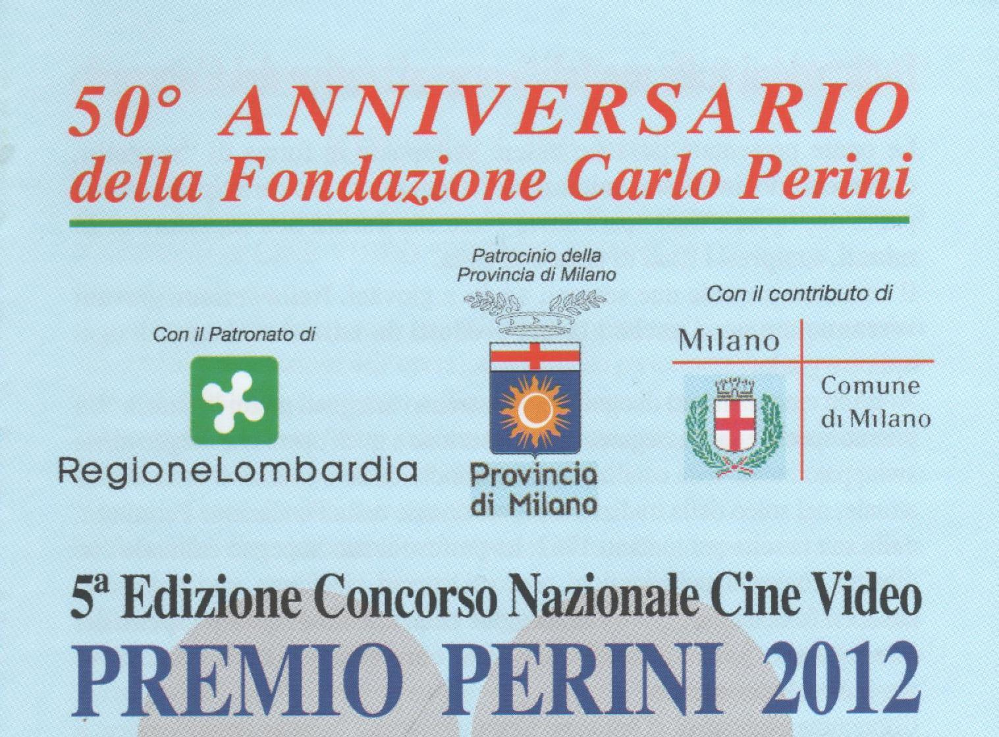 50° ANNIVERSARIO
della Fondazione Carlo Perini
Patrocinio della
Provincia di Milano
Con il contributo di
Con il Patronato di
Milano
Comune
di Milano
RegioneLombardia
Provincia
di Milano
5ª Edizione Concorso Nazionale Cine Video
PREMIO PERINI 2012